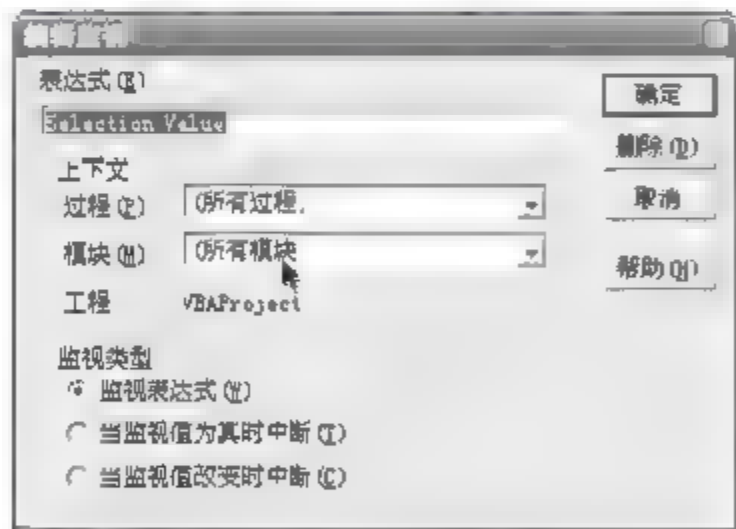 表达式(E)
Selection Value
上下文
过程(P)
(所有过程)
模块(M)
(所有模块
工程
VBAProject
监视类型
监视表达式(W)
当监视值为真时中断(T)
当监视值改变时中断(C)
确定
删除(D)
取消
帮助(H)